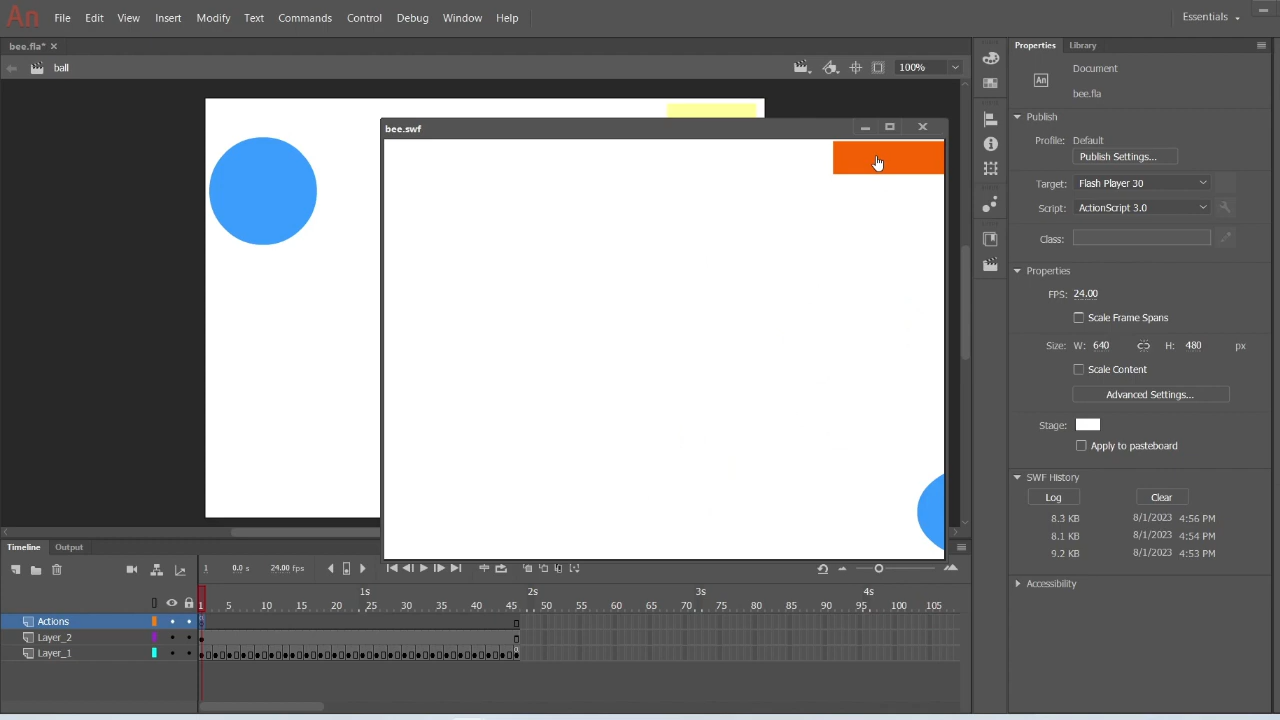 An File Edit View Insert Modify Text Commands Control Debug Window Help Essentials
bee.fla*
ball 100%
bee.swf
Properties Library
An Document
bee.fla
Publish
Profile: Default
Publish Settings...
Target: Flash Player 30
Script: ActionScript 3.0
Class:
Properties
FPS: 24.00
Scale Frame Spans
Size: W: 640 H: 480 px
Scale Content
Advanced Settings...
Stage:
Apply to pasteboard
SWF History
Log Clear
8.3 KB 8/1/2023 4:56 PM
8.1 KB 8/1/2023 4:54 PM
9.2 KB 8/1/2023 4:53 PM
Accessibility
Timeline Output
1 0.0 s 24.00 fps
1s 2s 3s 4s
1 5 10 15 20 25 30 35 40 45 50 55 60 65 70 75 80 85 90 95 100 105
Actions
Layer_2
Layer_1